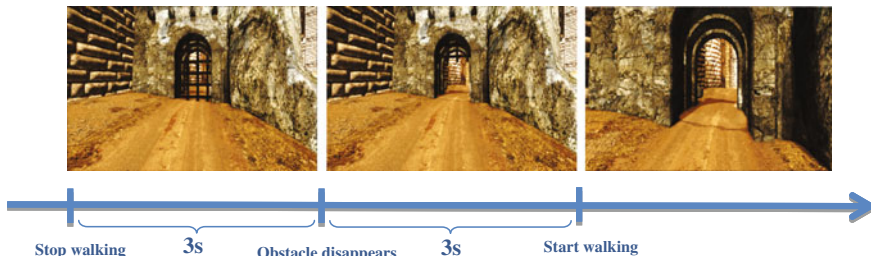 3s
3s
Stop walking
Obstacle disappears
Start walking